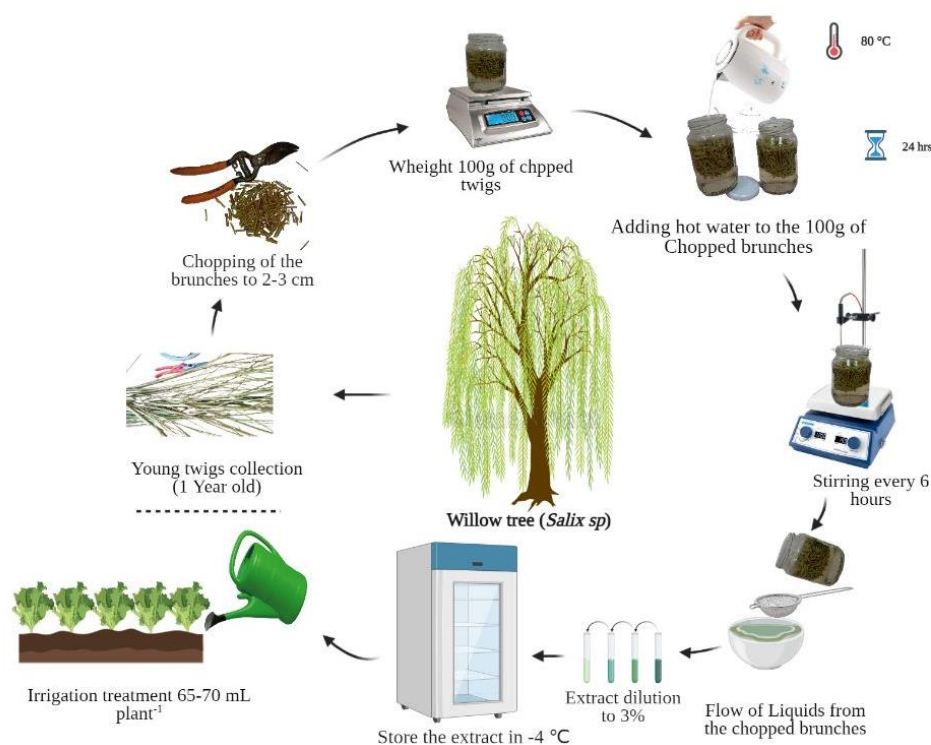 80 °C
24 hrs
Wheight 100g of chpped
twigs
Adding hot water to the 100g of
Chopped brunches
Chopping of the
brunches to 2-3 cm
Stirring every 6
hours
Young twigs collection
(1 Year old)
Willow tree (Salix sp)
Irrigation treatment 65-70 mL
plant-1
Store the extract in -4 °C
Extract dilution
to 3%
Flow of Liquids from
the chopped brunches